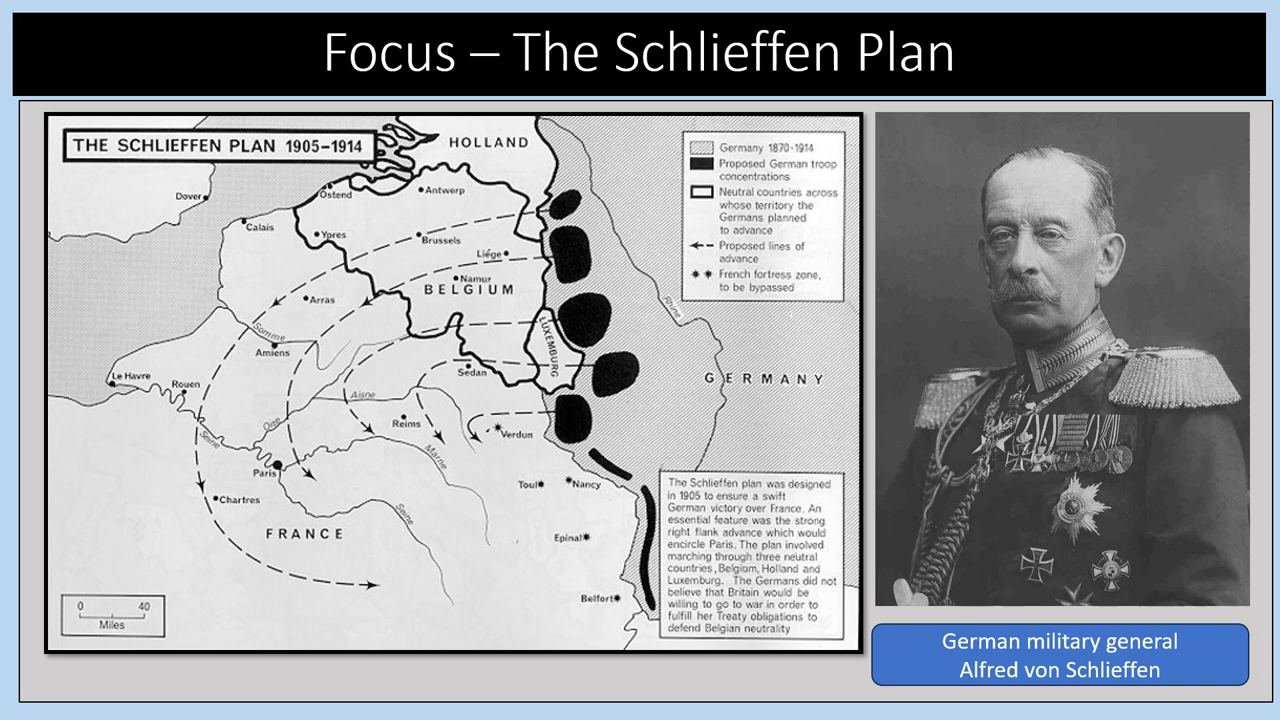 Focus – The Schlieffen Plan
THE SCHLIEFFEN PLAN 1905–1914
HOLLAND
Germany 1870-1914
Proposed German troop
concentrations
Neutral countries across
whose territory the
Germans planned
to advance
Proposed lines of
advance
French fortress zone,
to be bypassed
Dover
Ostend
Antwerp
Calais
Ypres
Brussels
Liége
Namur
BELGIUM
Arras
Rhine
LUXEMBURG
Somme
Amiens
Sedan
GERMANY
Le Havre
Rouen
Aisne
Reims
Oise
Seine
Verdun
Marne
Paris
Toul
Nancy
Chartres
Seine
FRANCE
Epinal
Belfort
0 40
Miles
The Schlieffen plan was designed
in 1905 to ensure a swift
German victory over France. An
essential feature was the strong
right flank advance which would
encircle Paris. The plan involved
marching through three neutral
countries, Belgium, Holland and
Luxemburg. The Germans did not
believe that Britain would be
willing to go to war in order to
fulfill her Treaty obligations to
defend Belgian neutrality
German military general
Alfred von Schlieffen